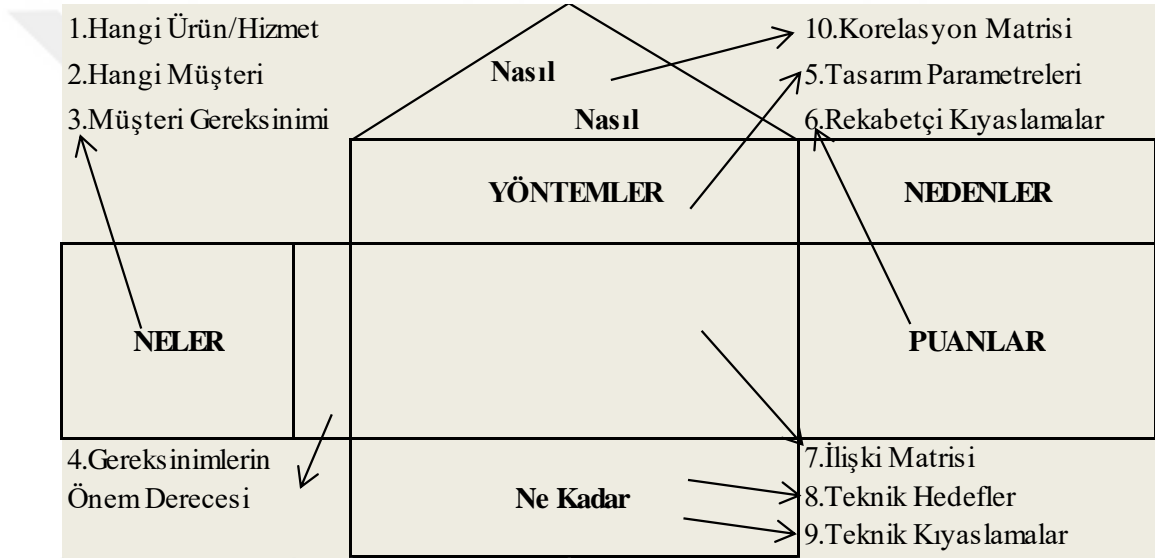 1.Hangi Ürün/Hizmet
2.Hangi Müşteri
3.Müşteri Gereksinimi
Nasıl
Nasıl
10.Korelasyon Matrisi
5.Tasarım Parametreleri
6.Rekabetçi Kıyaslamalar
YÖNTEMLER
NEDENLER
NELER
PUANLAR
4.Gereksinimlerin
Önem Derecesi
Ne Kadar
7.İlişki Matrisi
8.Teknik Hedefler
9.Teknik Kıyaslamalar